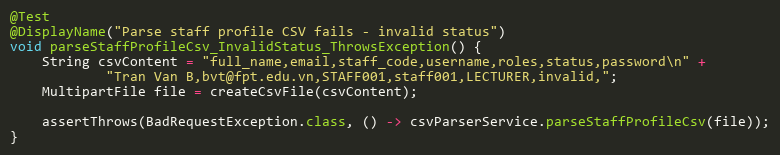 @Test
@DisplayName("Parse staff profile CSV fails - invalid status")
void parseStaffProfileCsv_InvalidStatus_ThrowsException() {
    String csvContent = "full_name,email,staff_code,username,roles,status,password\n" +
            "Tran Van B,bvt@fpt.edu.vn,STAFF001,staff001,LECTURER,invalid,";
    MultipartFile file = createCsvFile(csvContent);

    assertThrows(BadRequestException.class, () -> csvParserService.parseStaffProfileCsv(file));
}